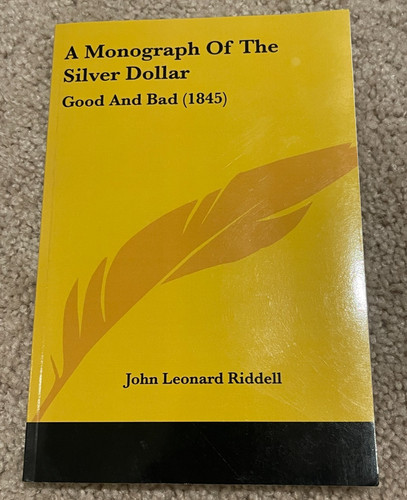 A Monograph Of The
Silver Dollar
Good And Bad (1845)
John Leonard Riddell